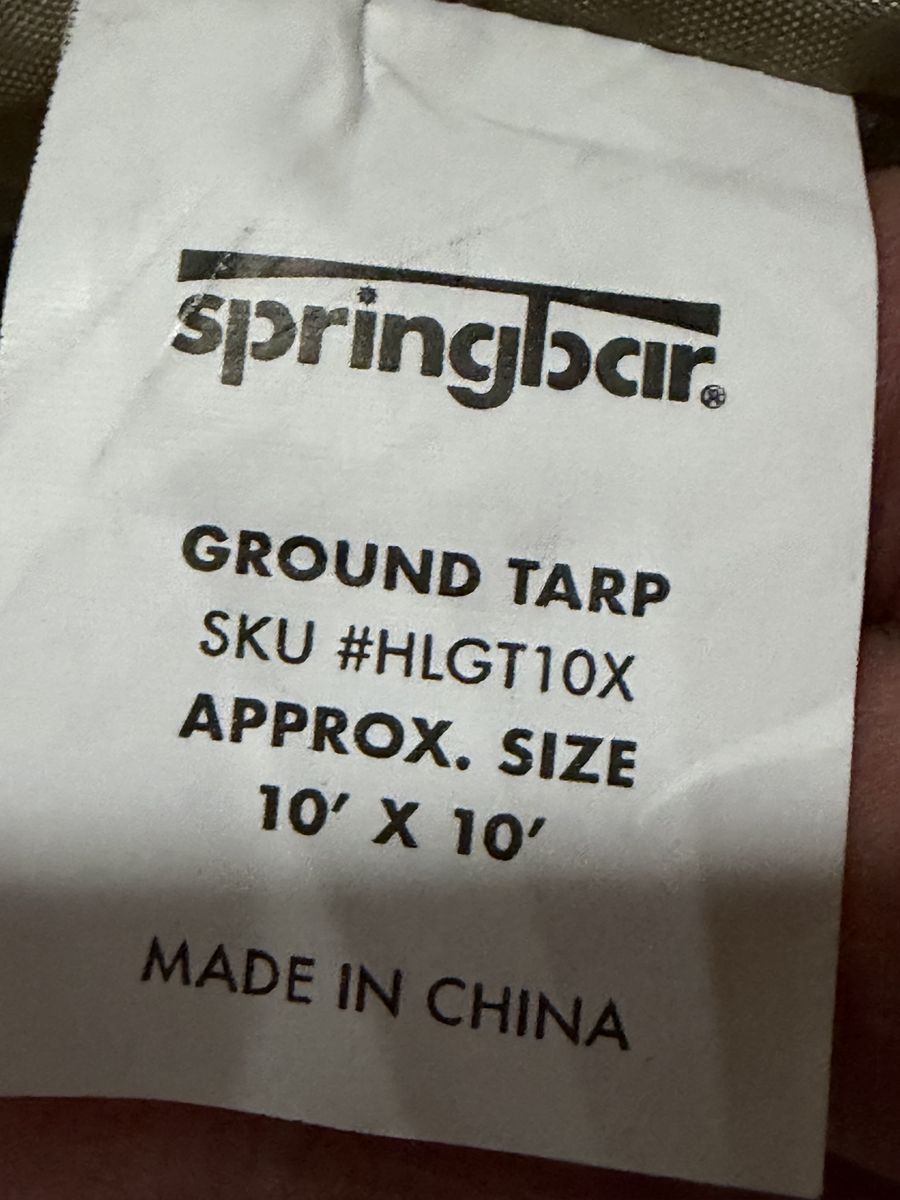 springbar®
GROUND TARP
SKU #HLGT10X
APPROX. SIZE
10′ X 10′
MADE IN CHINA